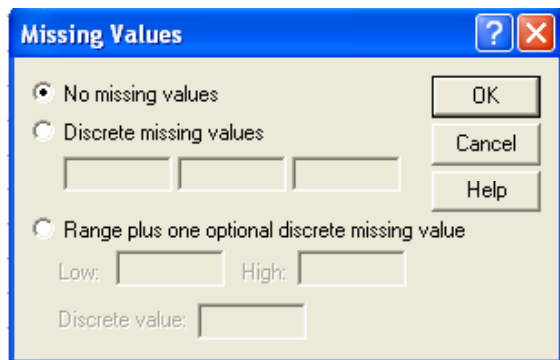 Missing Values
No missing values
OK
Discrete missing values
Cancel
Help
Range plus one optional discrete missing value
Low: High:
Discrete value: